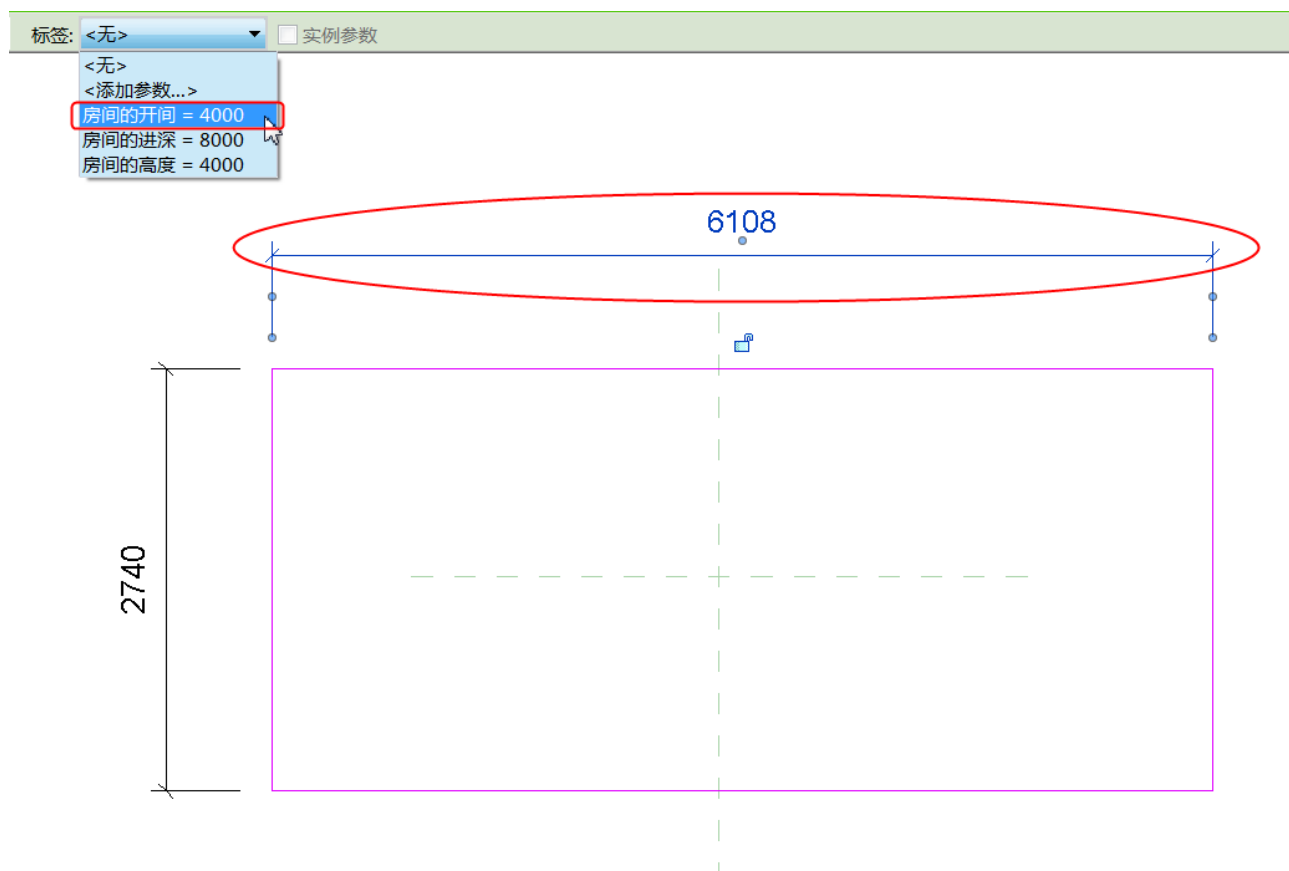 标签: <无> 实例参数
<无>
<添加参数...>
房间的开间 = 4000
房间的进深 = 8000
房间的高度 = 4000
6108
2740